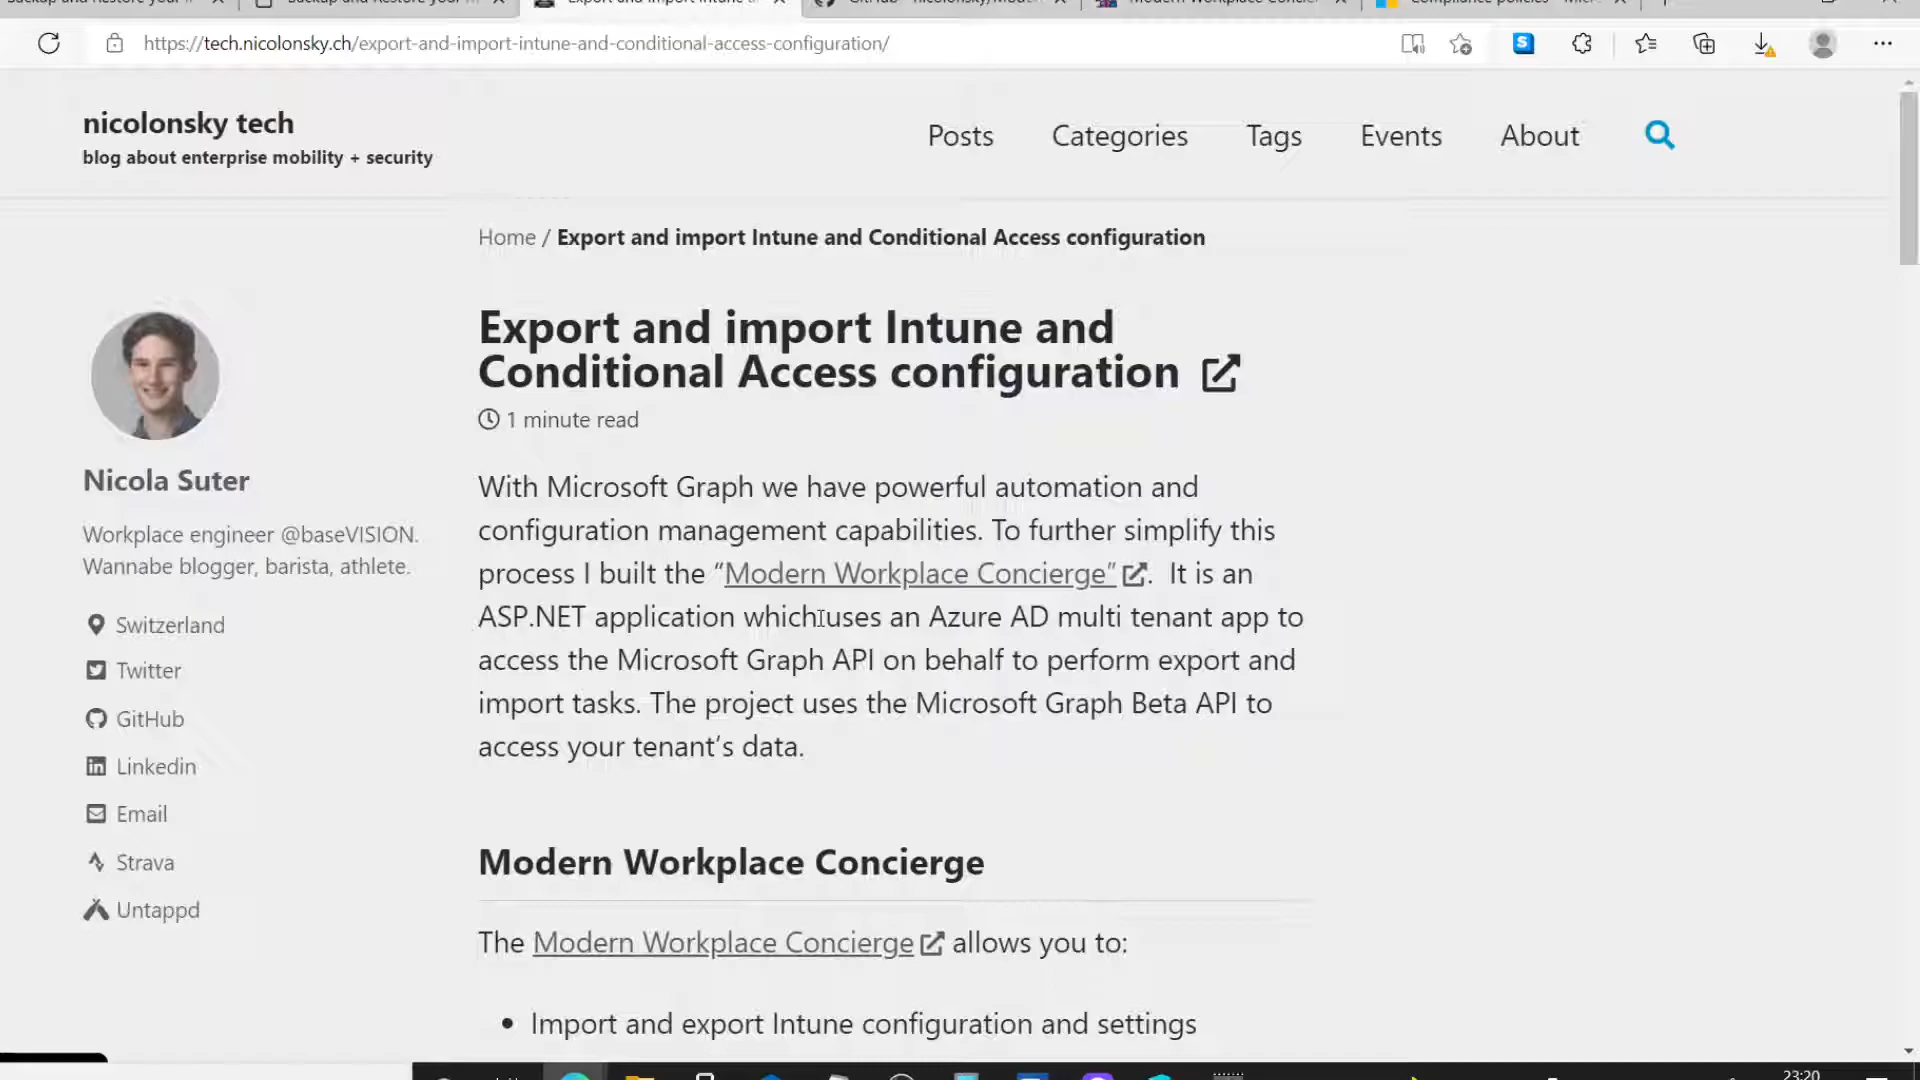 Export and Import Intune a
https://tech.nicolonsky.ch/export-and-import-intune-and-conditional-access-configuration/
nicolonsky tech
blog about enterprise mobility + security
Posts
Categories
Tags
Events
About
Home / Export and import Intune and Conditional Access configuration
Export and import Intune and
Conditional Access configuration
1 minute read
Nicola Suter
Workplace engineer @baseVISION.
Wannabe blogger, barista, athlete.
Switzerland
Twitter
GitHub
Linkedin
Email
Strava
Untappd
With Microsoft Graph we have powerful automation and
configuration management capabilities. To further simplify this
process I built the “Modern Workplace Concierge”. It is an
ASP.NET application which uses an Azure AD multi tenant app to
access the Microsoft Graph API on behalf to perform export and
import tasks. The project uses the Microsoft Graph Beta API to
access your tenant’s data.
Modern Workplace Concierge
The Modern Workplace Concierge allows you to:
• Import and export Intune configuration and settings
23:20